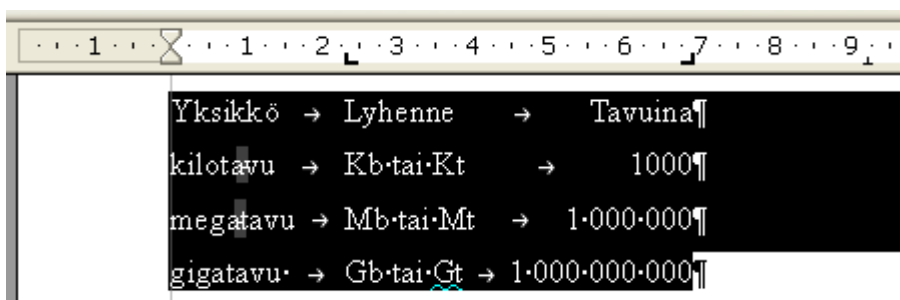 1 1 2 3 4 5 6 7 8 9
Yksikkö → Lyhenne → Tavuina¶
kilotavu → Kb·tai·Kt → 1000¶
megatavu → Mb·tai·Mt → 1·000·000¶
gigatavu· → Gb·tai·Gt → 1·000·000·000¶